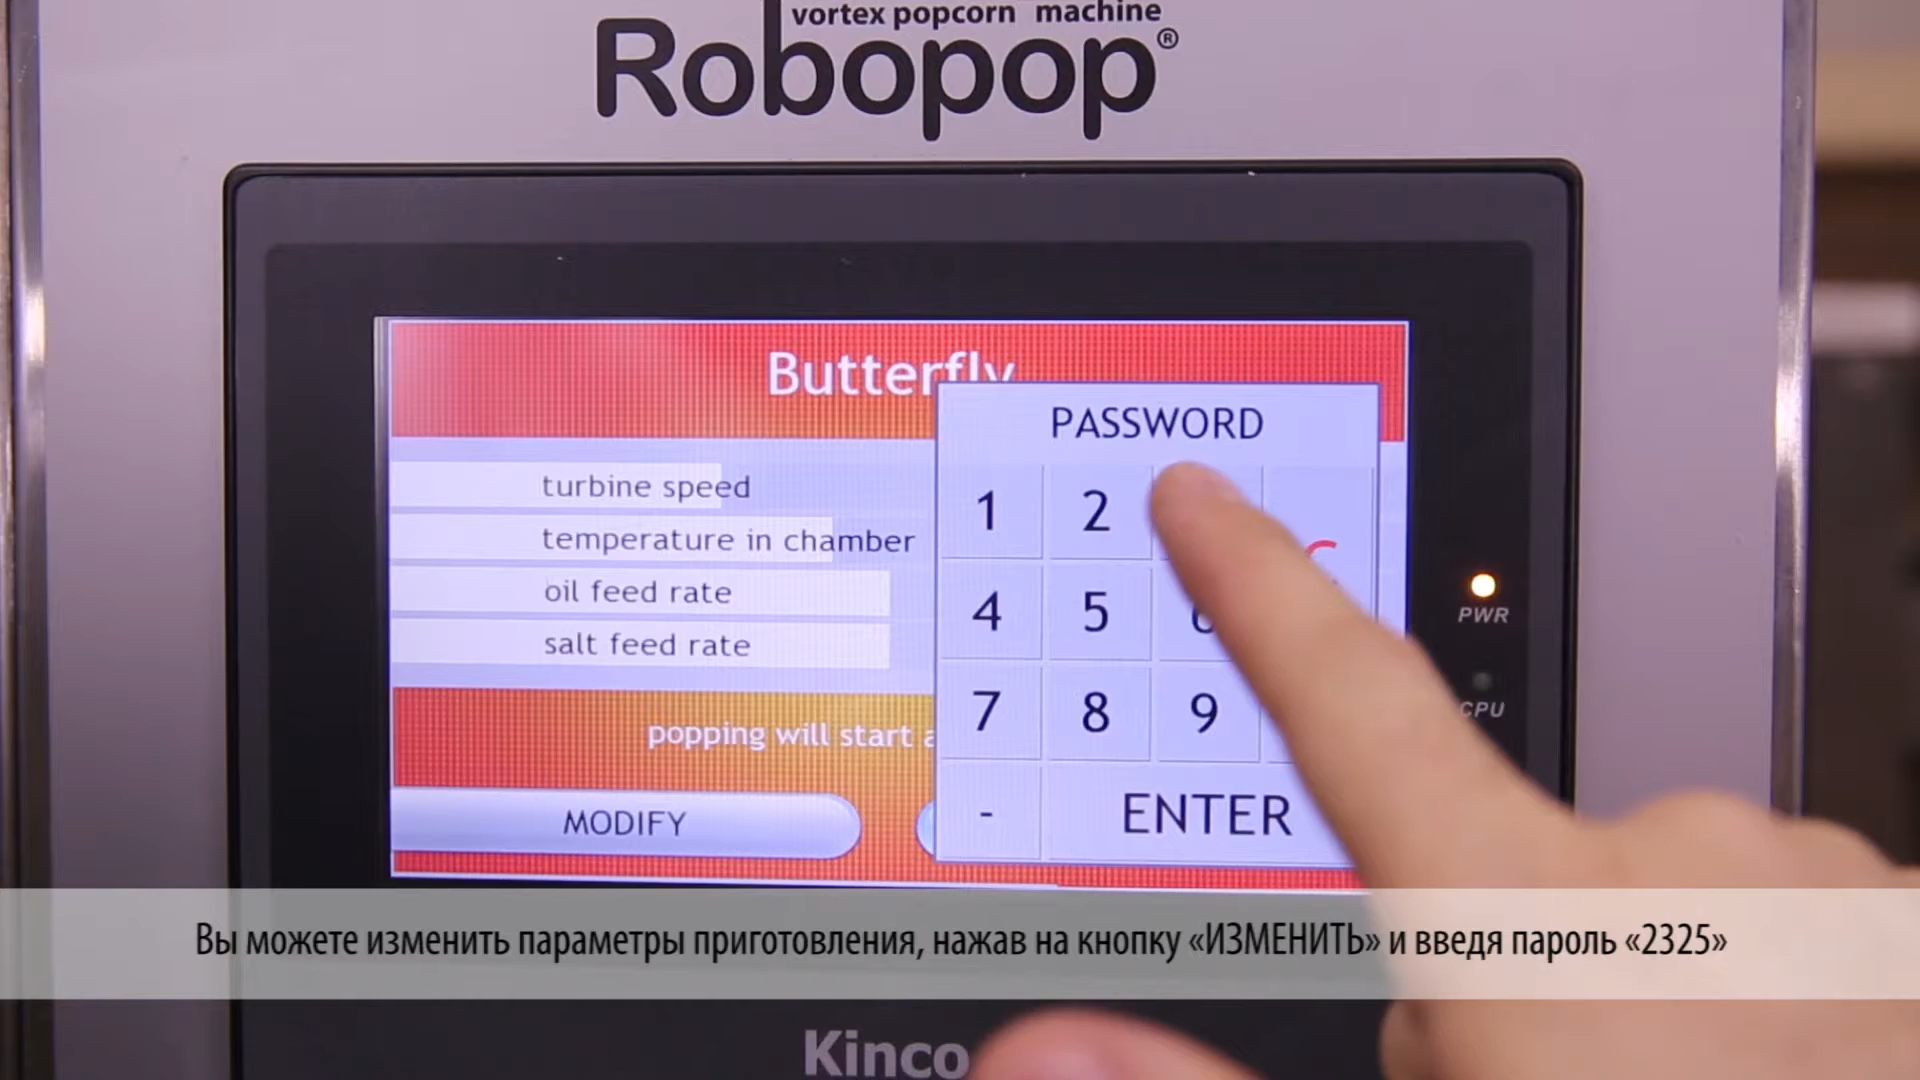 vortex popcorn machine
Robopop®
Butterfly
PASSWORD
turbine speed
temperature in chamber
oil feed rate
salt feed rate
1 2
4 5 6
7 8 9
- ENTER
popping will start
MODIFY
PWR
CPU
Вы можете изменить параметры приготовления, нажав на кнопку «ИЗМЕНИТЬ» и введя пароль «2325»
Kinco